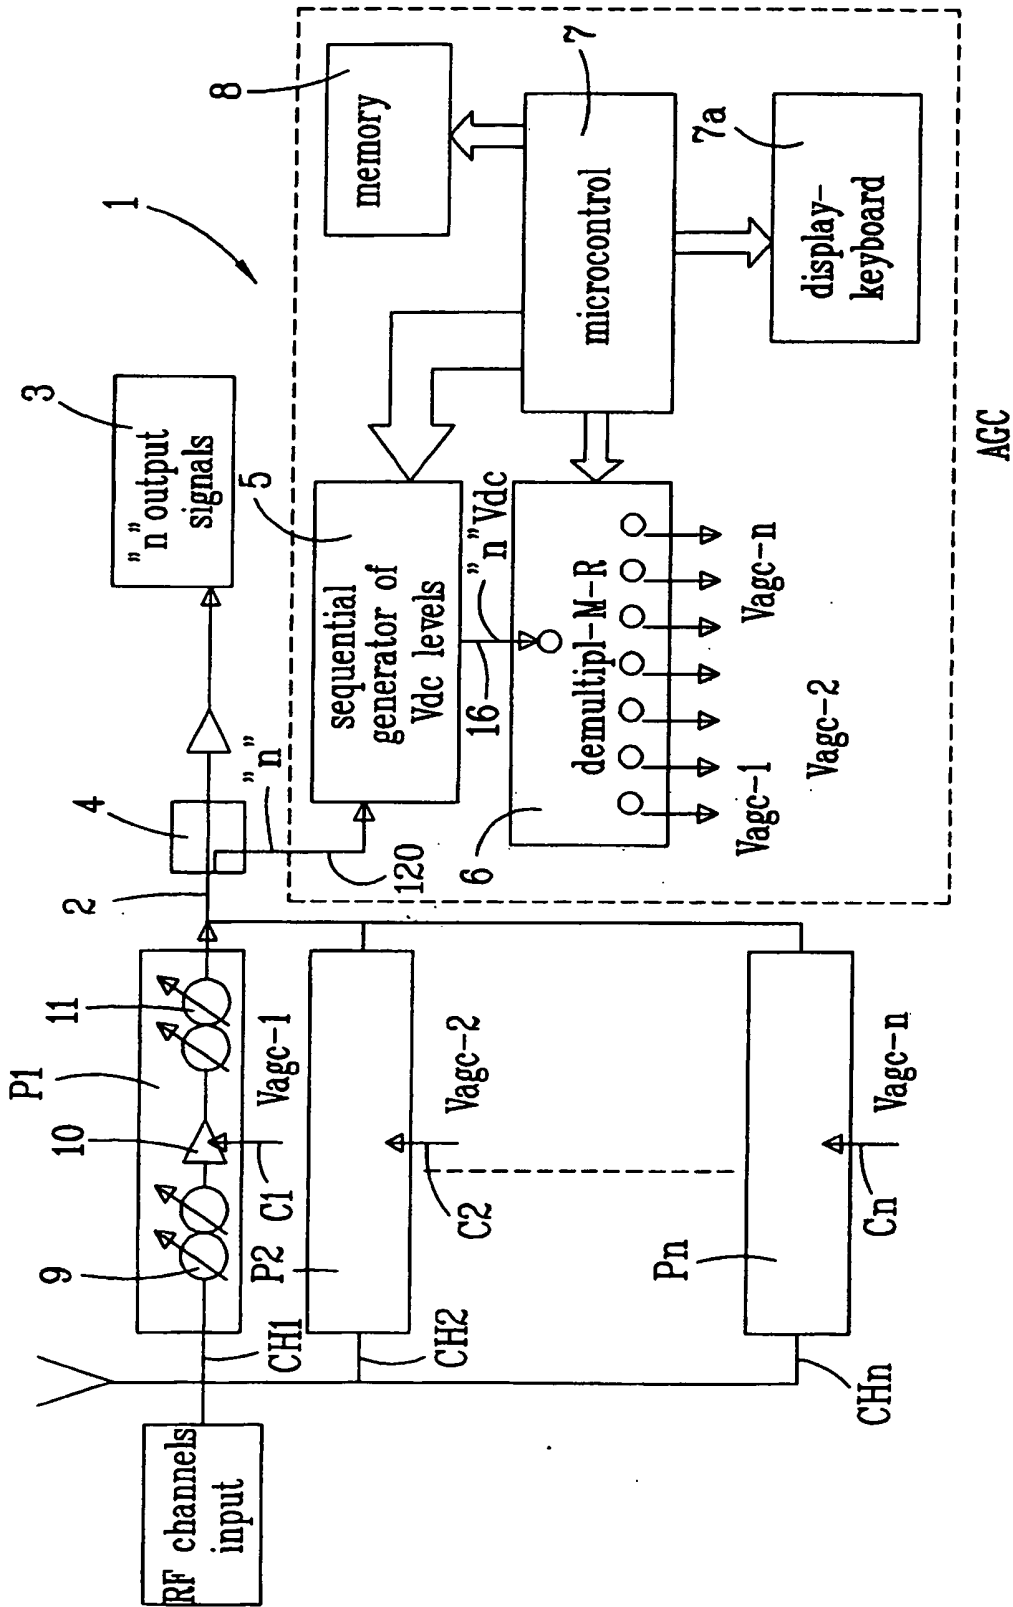 P1
3
9
10
11
2
4
1
RF channels
input
"n" output
signals
8
CH1
P2
C1
Vagc-1
"n"
5
memory
sequential
generator of
Vdc levels
120
CH2
C2
Vagc-2
6
16
"n" Vdc
7
demultipl-M-R
microcontrol
Pn
7a
Vagc-1
Vagc-n
Vagc-2
display-
keyboard
CHn
Cn
Vagc-n
AGC